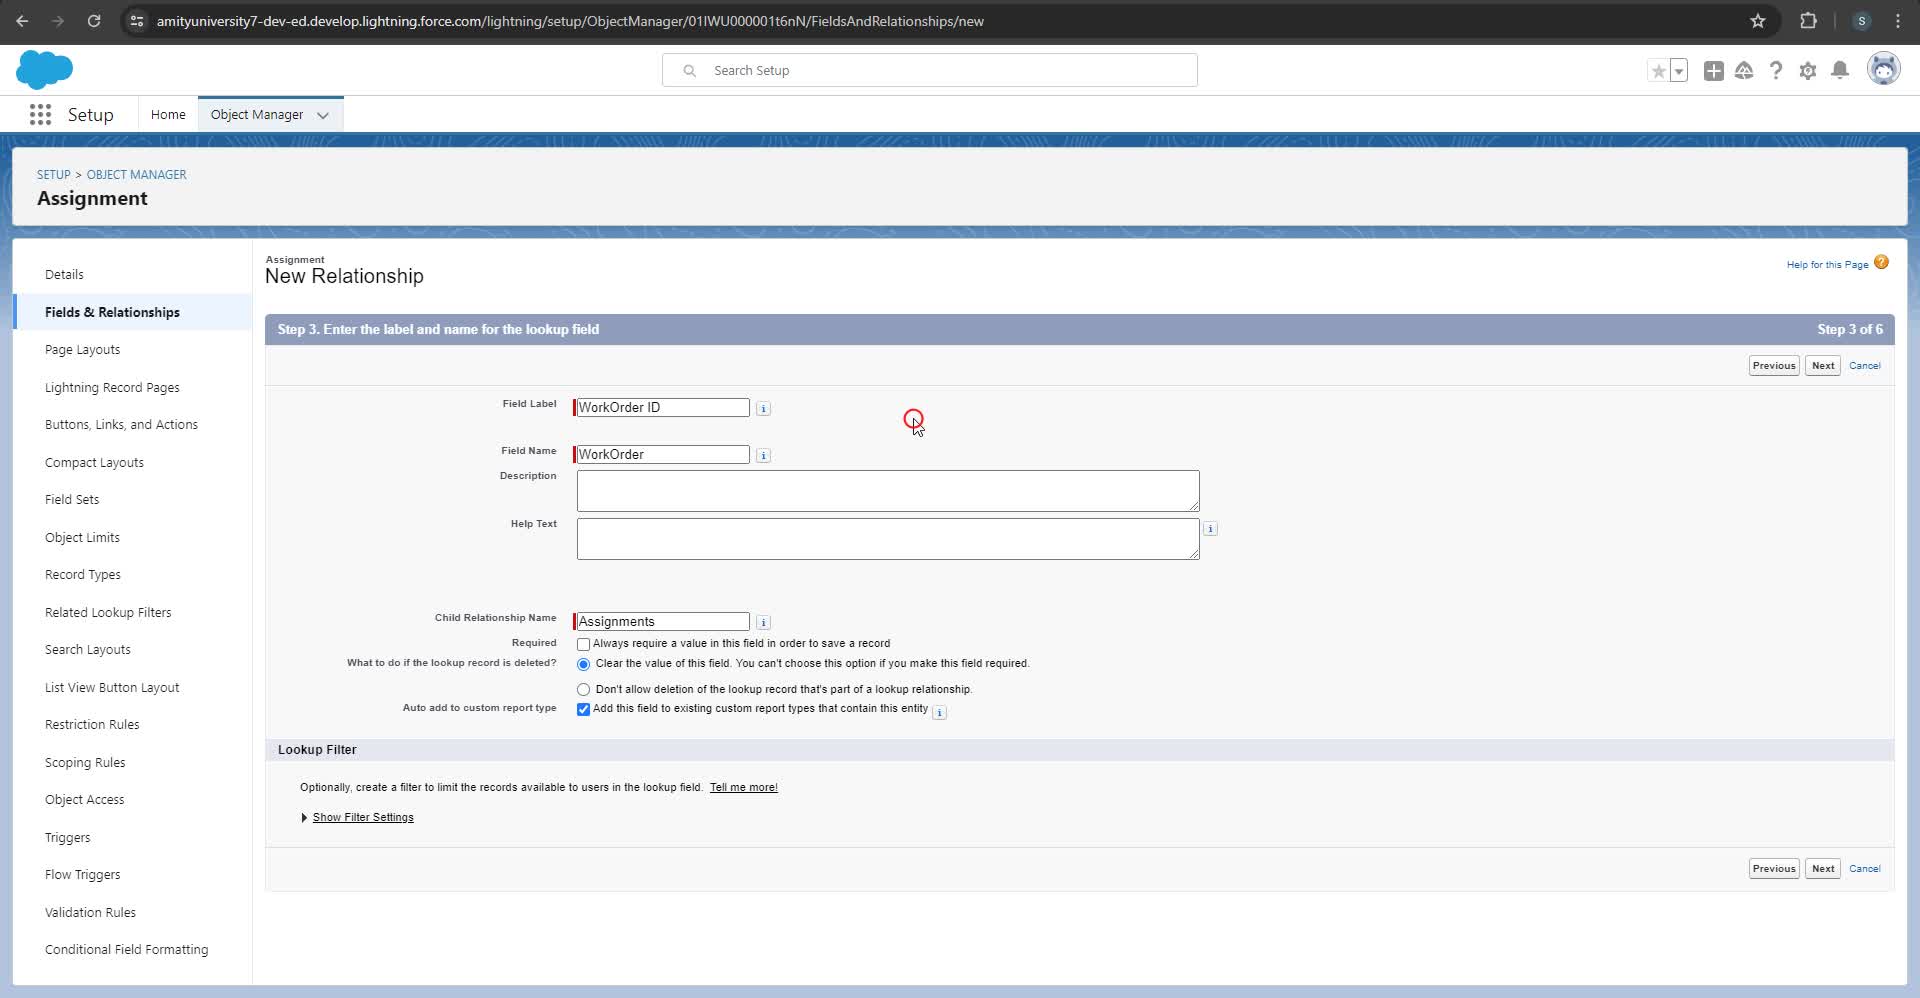 amityuniversity7-dev-ed.develop.lightning.force.com/lightning/setup/ObjectManager/01IWU000001t6nN/FieldsAndRelationships/new
S
Search Setup
Setup
Home
Object Manager
SETUP > OBJECT MANAGER
Assignment
Details
Fields & Relationships
Page Layouts
Lightning Record Pages
Buttons, Links, and Actions
Compact Layouts
Field Sets
Object Limits
Record Types
Related Lookup Filters
Search Layouts
List View Button Layout
Restriction Rules
Scoping Rules
Object Access
Triggers
Flow Triggers
Validation Rules
Conditional Field Formatting
Assignment
New Relationship
Help for this Page ?
Step 3. Enter the label and name for the lookup field
Step 3 of 6
Previous Next Cancel
Field Label WorkOrder ID i
Field Name WorkOrder i
Description
Help Text i
Child Relationship Name Assignments i
Required Always require a value in this field in order to save a record
What to do if the lookup record is deleted? Clear the value of this field. You can't choose this option if you make this field required.
Don't allow deletion of the lookup record that's part of a lookup relationship.
Auto add to custom report type Add this field to existing custom report types that contain this entity i
Lookup Filter
Optionally, create a filter to limit the records available to users in the lookup field. Tell me more!
Show Filter Settings
Previous Next Cancel